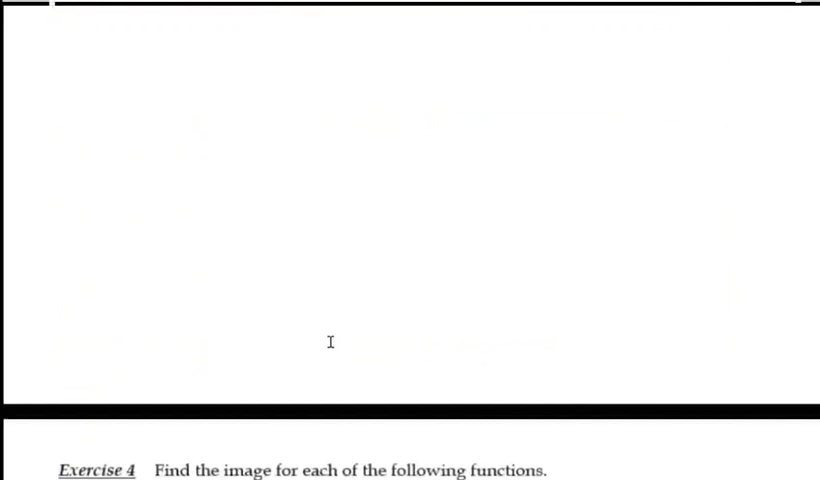 Exercise 4 Find the image for each of the following functions.